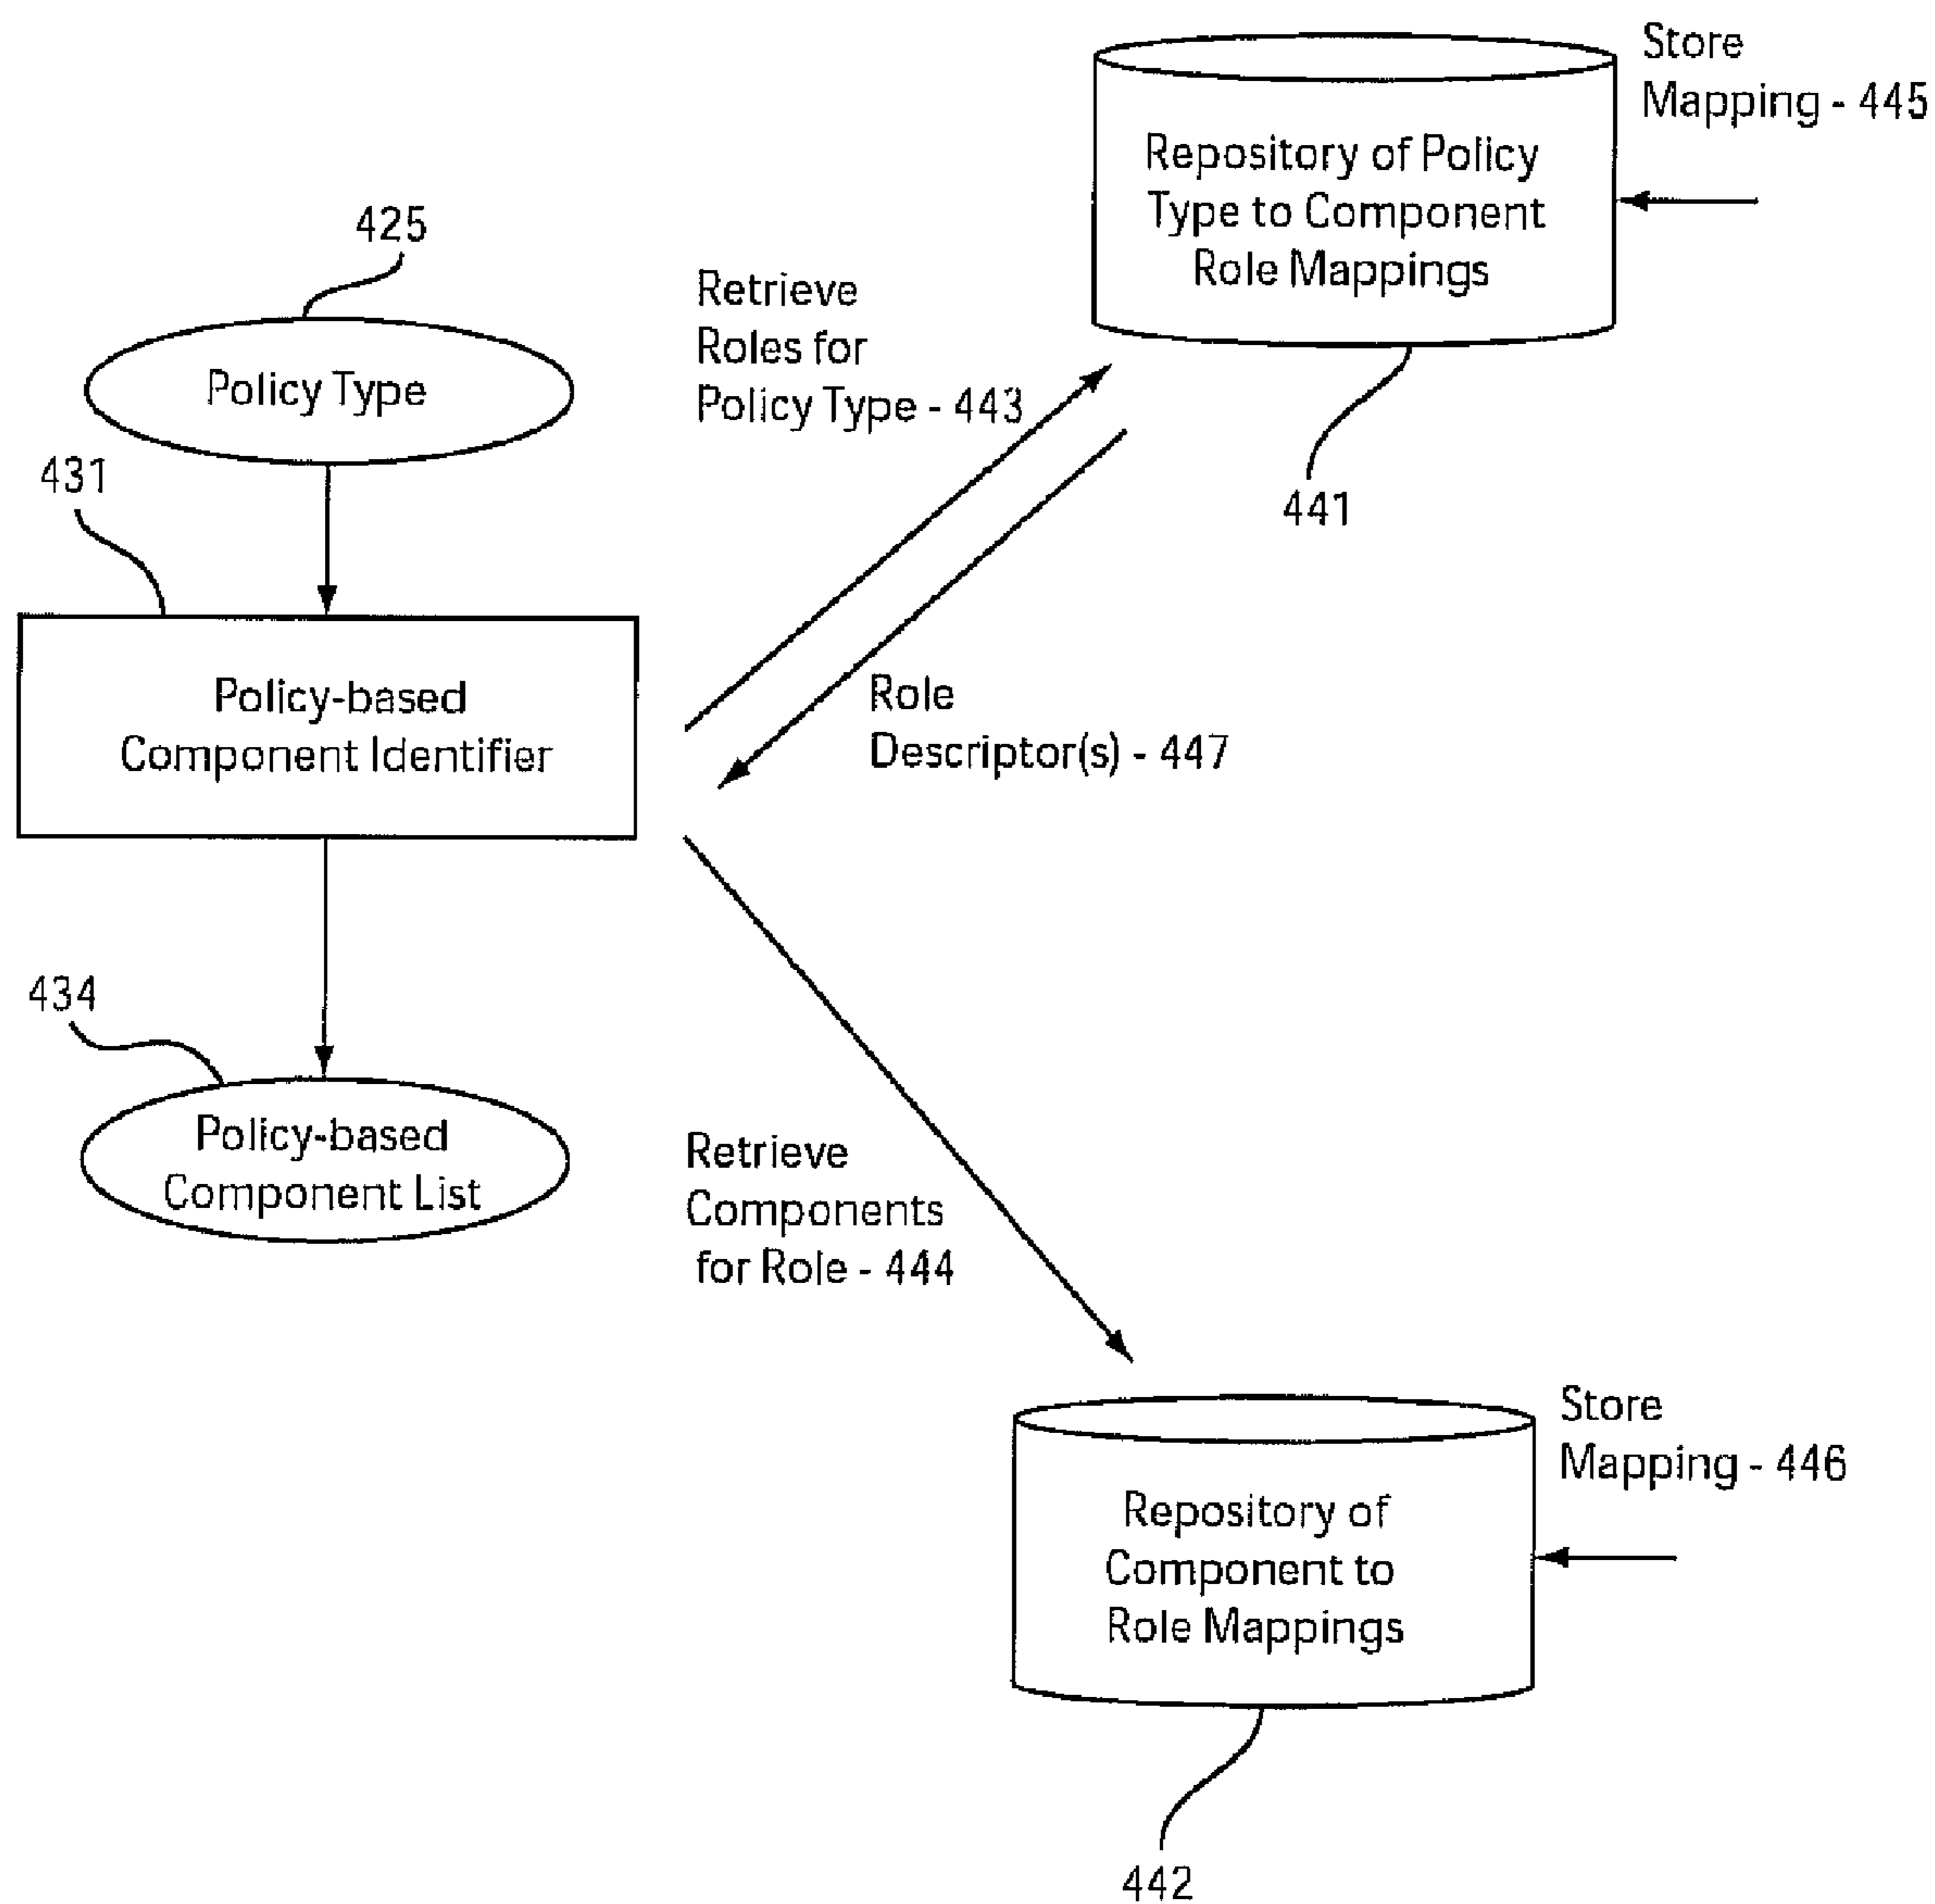 Store
Mapping - 445
Repository of Policy
Type to Component
Role Mappings
441
425
Policy Type
Retrieve
Roles for
Policy Type - 443
431
Policy-based
Component Identifier
Role
Descriptor(s) - 447
434
Policy-based
Component List
Retrieve
Components
for Role - 444
Store
Mapping - 446
Repository of
Component to
Role Mappings
442